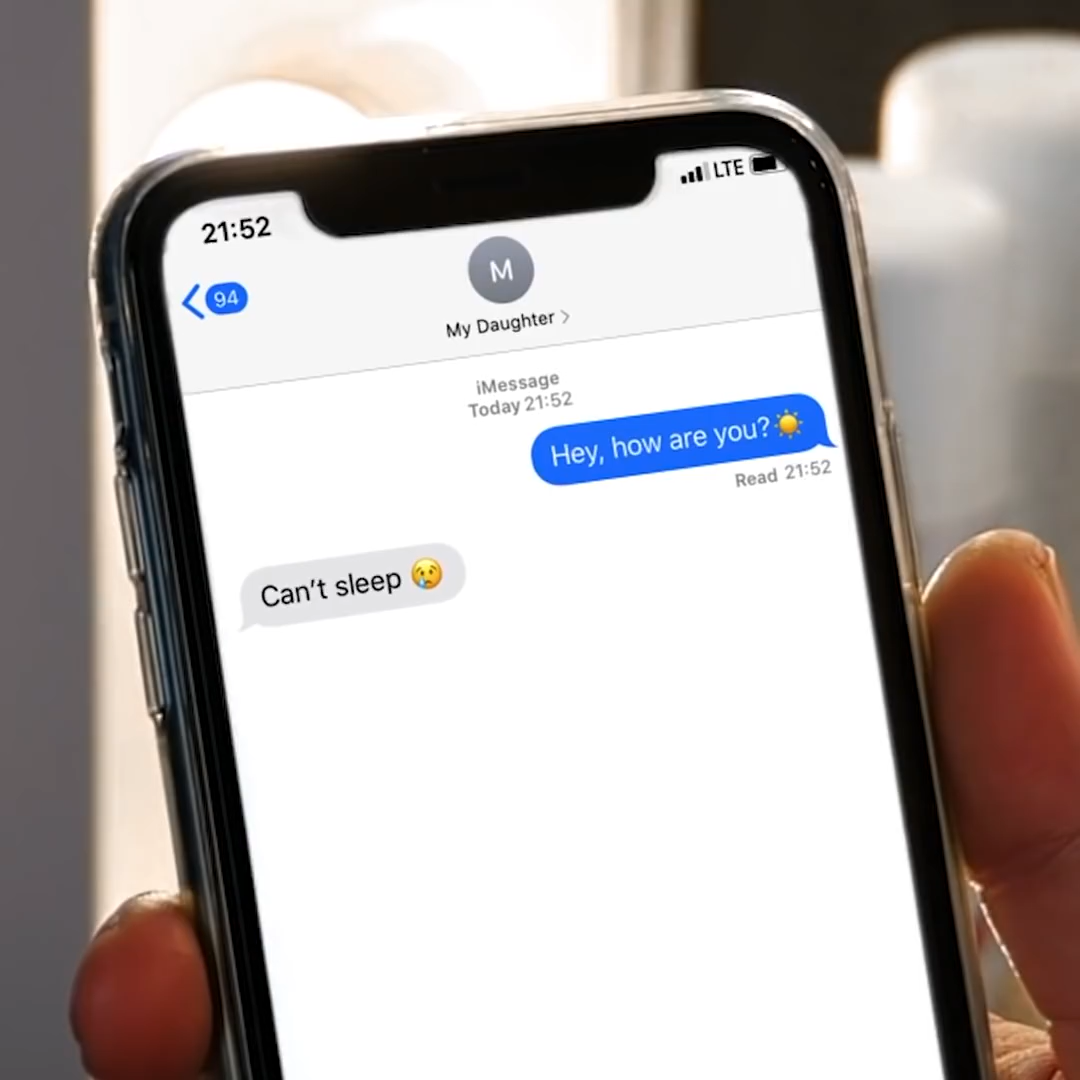 21:52
LTE
94
M
My Daughter
iMessage
Today 21:52
Hey, how are you?☀️
Read 21:52
Can’t sleep 😢